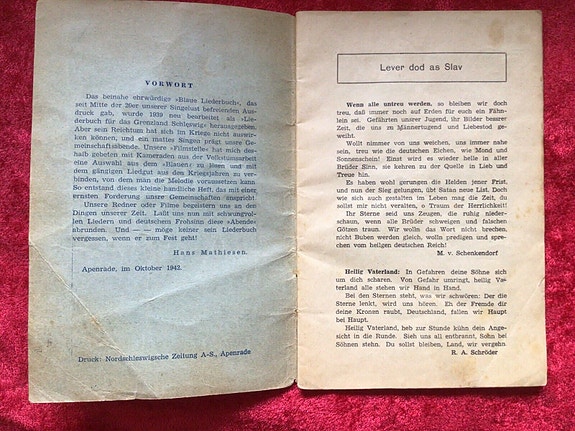 VORWORT
Das beinahe ehrwürdige »Blaue Liederbuch«, das
seit Mitte der 20er unserer Singelust befreienden Aus-
druck gab, wurde 1939 neu bearbeitet als »Lie-
derbuch für das Grenzland Schleswig« herausgegeben.
Aber sein Reichtum hat sich im Kriege nicht auswir-
ken können, und ein mattes Singen prägt unsre Ge-
meinschaftsabende. Unsere »Filmstelle« hat mich des-
halb gebeten mit Kameraden aus der Volkstumsarbeit
eine Auswahl aus dem »Blauen« zu lösen und mit
dem gängigen Liedgut aus den Kriegsjahren zu ver-
binden, von dem man die Melodie voraussetzen kann.
So entstand dieses kleine handliche Heft, das mit einer
ernsten Forderung unsre Gemeinschaften anspricht.
Unsere Redner oder Filme begeistern uns an den
Dingen unserer Zeit. Laßt uns nun mit schwungvol-
len Liedern und deutschem Frohsinn diese »Abende«
abrunden. Und — — möge keiner sein Liederbuch
vergessen, wenn er zum Fest geht!
Hans Mathiesen.
Apenrade, im Oktober 1942.
Druck: Nordschleswigsche Zeitung A-S., Apenrade
Lever dod as Slav
Wenn alle untreu werden, so bleiben wir doch
treu, daß immer noch auf Erden für euch ein Fähn-
lein sei. Gefährten unsrer Jugend, ihr Bilder bessrer
Zeit, die uns zu Männertugend und Liebestod ge-
weiht.
Wollt nimmer von uns weichen, uns immer nahe
sein, treu wie die deutschen Eichen, wie Mond und
Sonnenschein! Einst wird es wieder helle in aller
Brüder Sinn, sie kehren zu der Quelle in Lieb und
Treue hin.
Es haben wohl gerungen die Helden jener Frist,
und nun der Sieg gelungen, übt Satan neue List. Doch
wie sich auch gestalten im Leben mag die Zeit, du
sollst mir nicht veralten, o Traum der Herrlichkeit!
Ihr Sterne seid uns Zeugen, die ruhig nieder-
schaun, wenn alle Brüder schweigen und falschen
Götzen traun. Wir wolln das Wort nicht brechen,
nicht Buben werden gleich, wolln predigen und spre-
chen vom heilgen deutschen Reich!
M. v. Schenkendorf
Heilig Vaterland: In Gefahren deine Söhne sich
um dich scharen. Von Gefahr umringt, heilig Va-
terland alle stehen wir Hand in Hand.
Bei den Sternen steht, was wir schwören: Der die
Sterne lenkt, wird uns hören. Eh der Fremde dir
deine Kronen raubt, Deutschland, fallen wir Haupt
bei Haupt.
Heilig Vaterland, heb zur Stunde kühn dein Ange-
sicht in die Runde. Sieh uns all entbrannt, Sohn bei
Söhnen stehn. Du sollst bleiben, Land, wir vergehn
R. A. Schröder